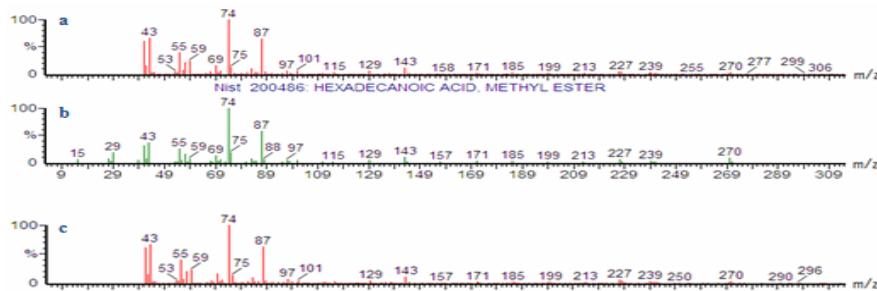 100 a 43 53 55 59 69 74 75 87 97 101 115 129 143 158 171 185 199 213 227 239 255 270 277 299 306
%
0 m/z
Nist 200486: HEXADECANOIC ACID, METHYL ESTER
100 b 15 29 43 55 59 69 74 75 87 88 97 115 129 143 157 171 185 199 213 227 239 270
%
0 m/z
9 29 49 69 89 109 129 149 169 189 209 229 249 269 289 309
100 c 43 53 55 59 74 75 87 97 101 129 143 157 171 185 199 213 227 239 250 270 290 296
%
0 m/z